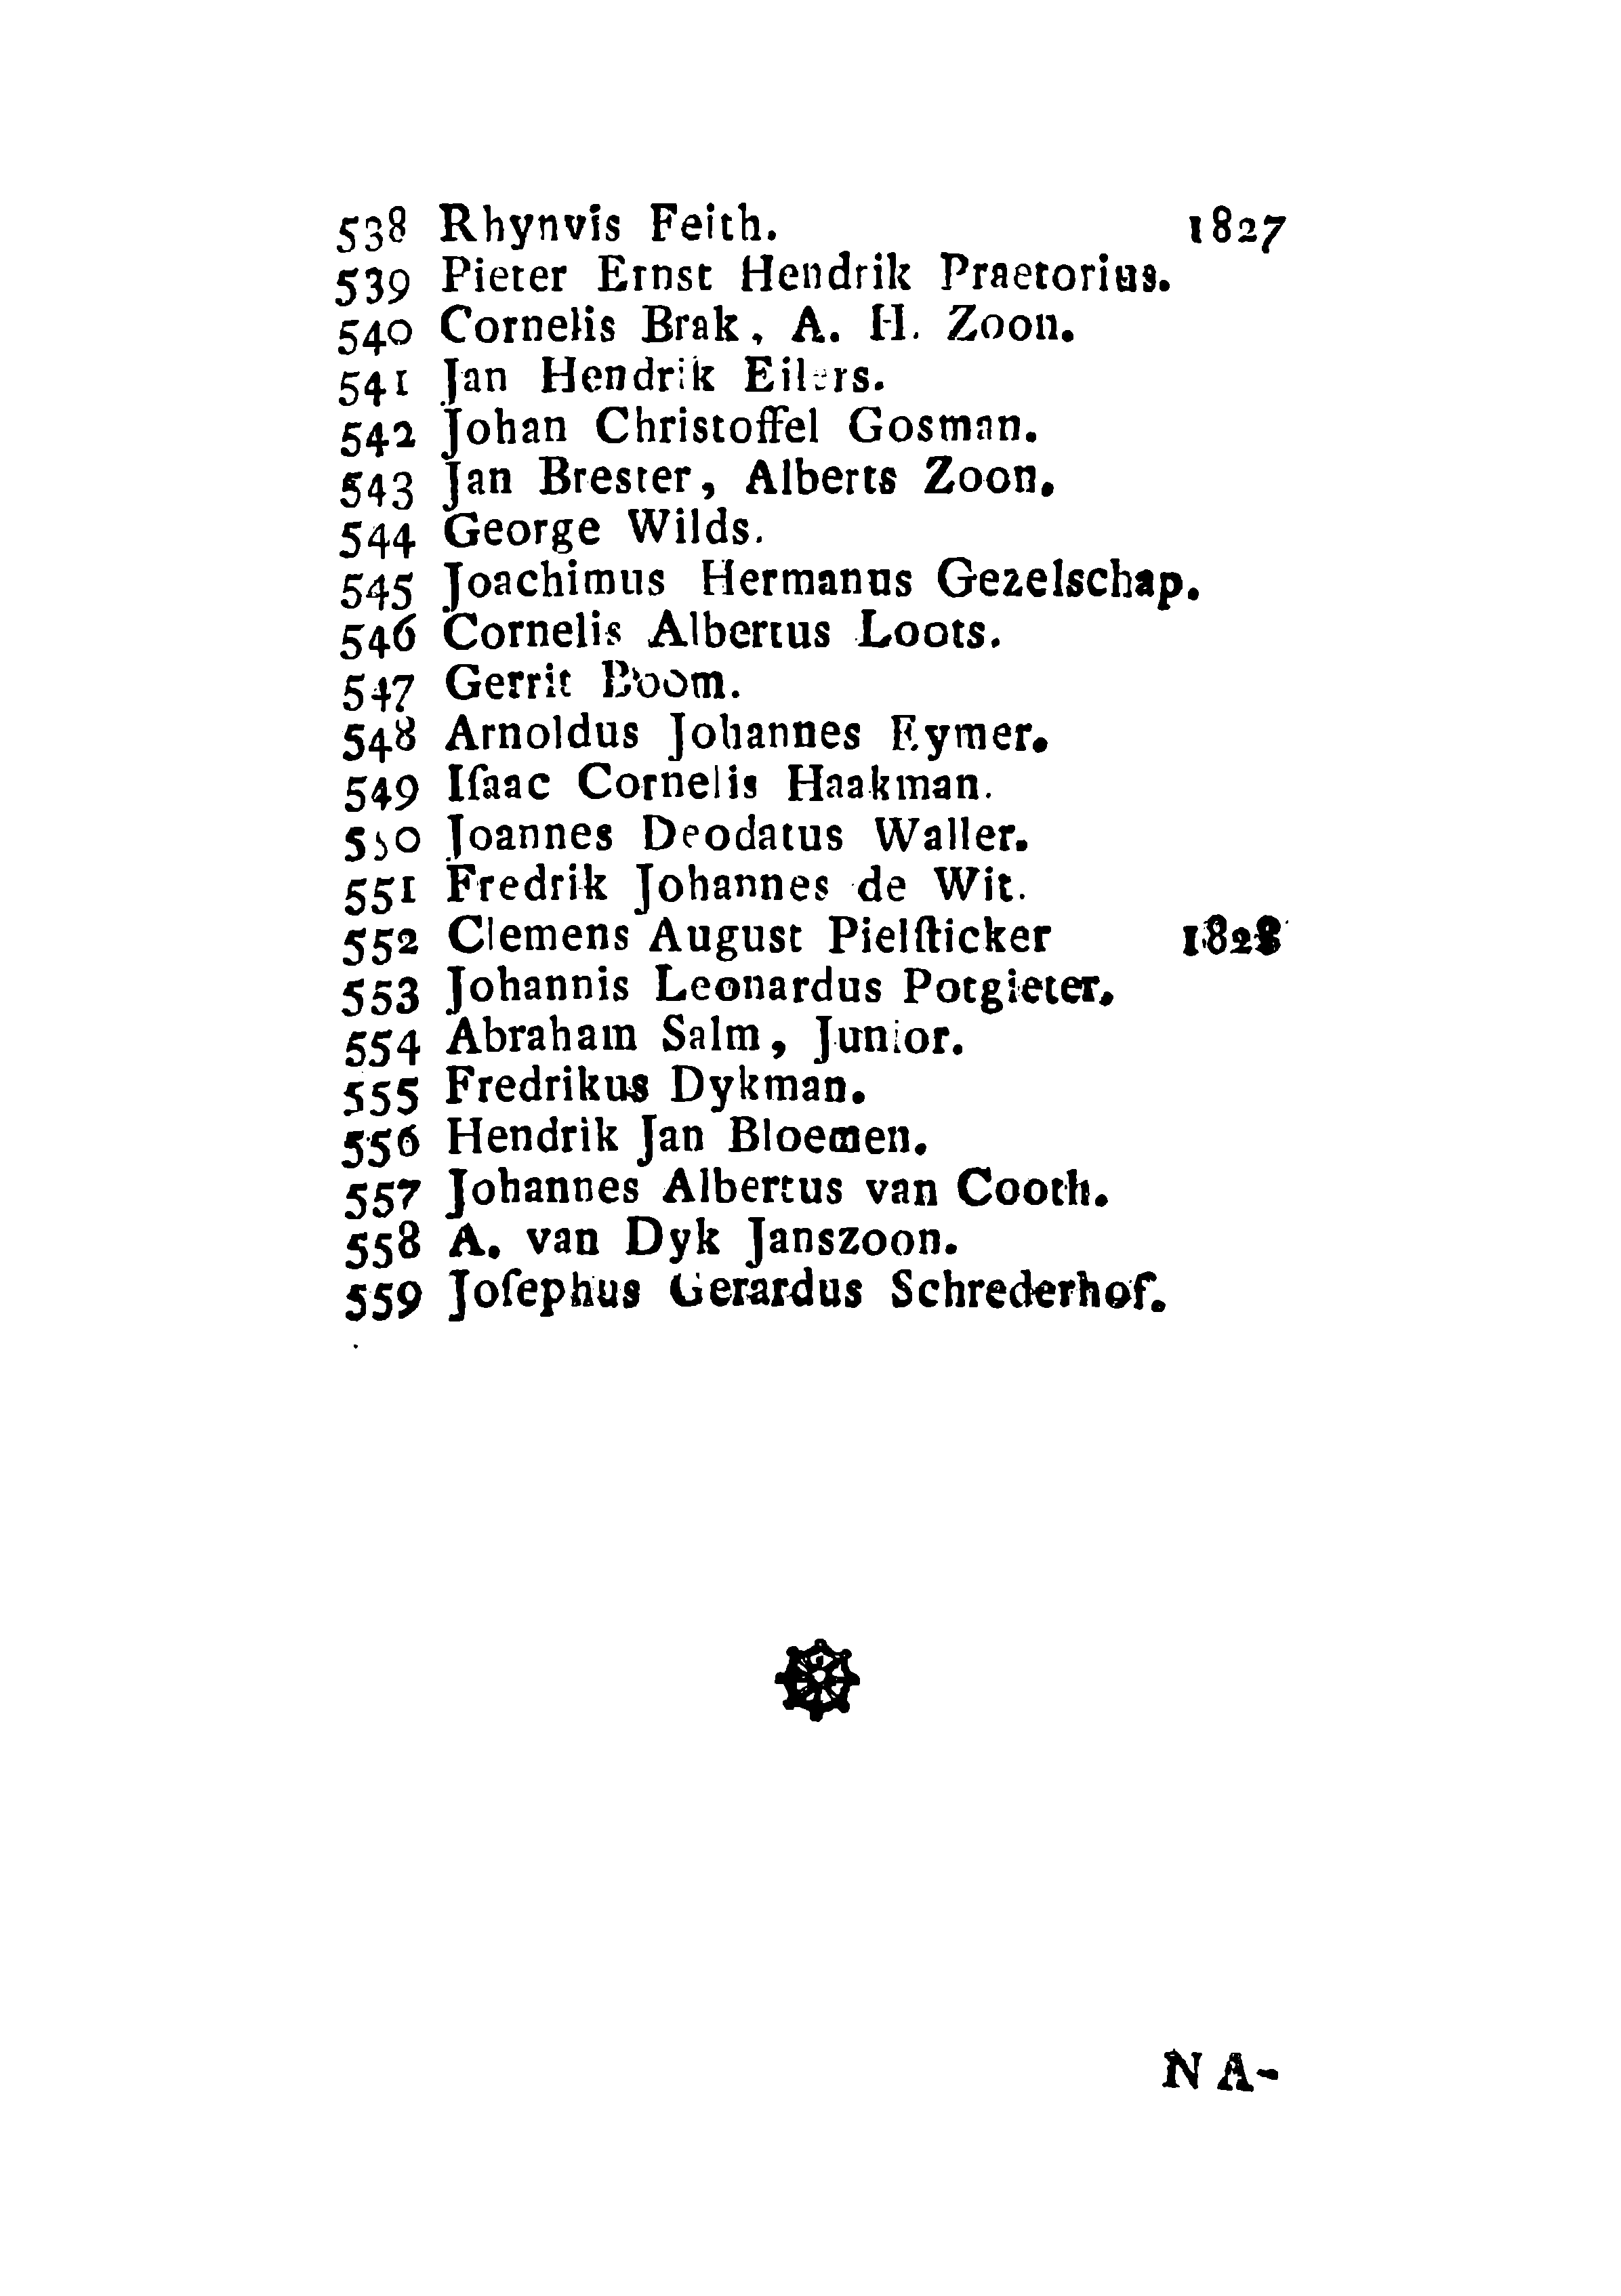 538 Rhynvis Feith. 1827
539 Pieter Ernst Hendrik Praetorius.
540 Cornelis Brak, A. H. Zoon.
541 Jan Hendrik Eilers.
542 Johan Christoffel Gosman.
543 Jan Brester, Alberts Zoon.
544 George Wilds.
545 Joachimus Hermanus Gezelschap.
546 Cornelis Albertus Loots.
547 Gerrit Boom.
548 Arnoldus Johannes Eymer.
549 Iſaac Cornelis Haakman.
550 Joannes Deodatus Waller.
551 Fredrik Johannes de Wit.
552 Clemens August Pielſticker 1828
553 Johannis Leonardus Potgieter.
554 Abraham Salm, Junior.
555 Fredrikus Dykman.
556 Hendrik Jan Bloemen.
557 Johannes Albertus van Cooth.
558 A. van Dyk Janszoon.
559 Joſephus Gerardus Schrederhof.
NA-